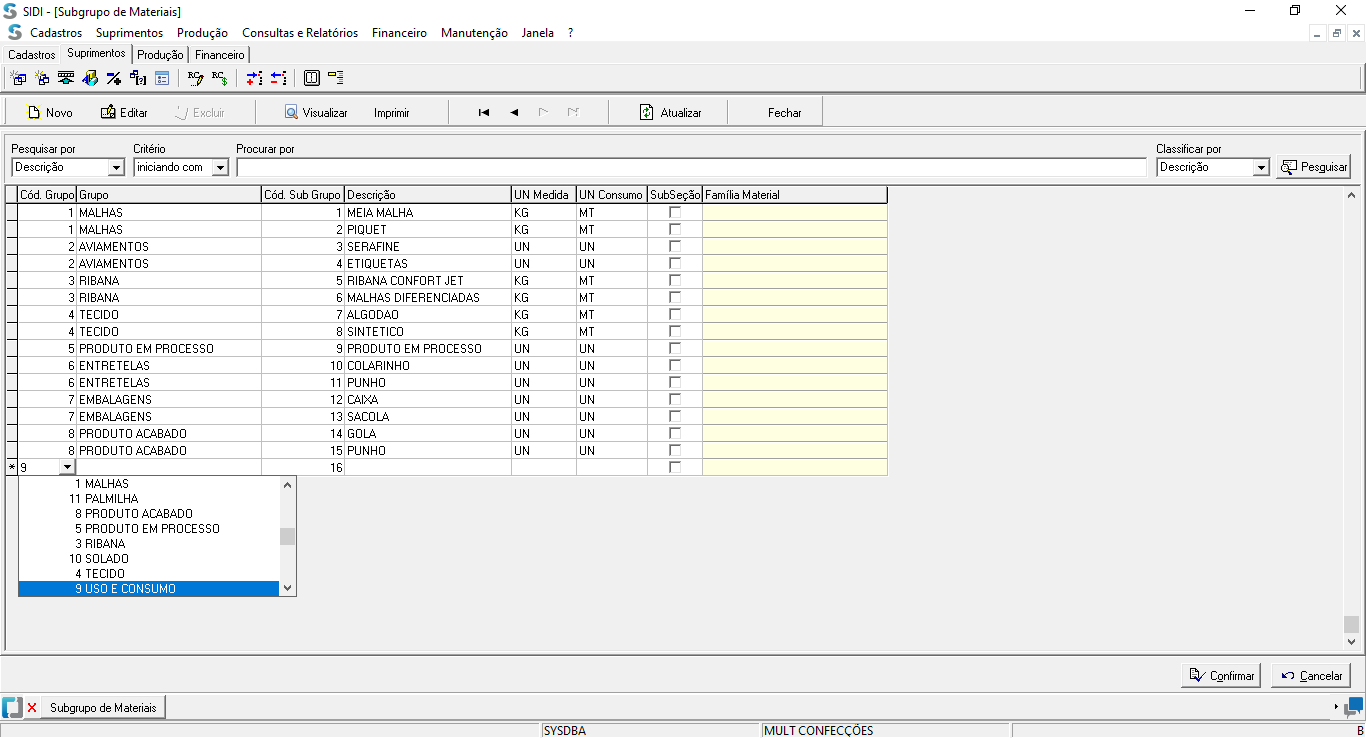 SIDI - [Subgrupo de Materiais]
Cadastros Suprimentos Produção Consultas e Relatórios Financeiro Manutenção Janela ?
Cadastros Suprimentos Produção Financeiro
Novo Editar Excluir Visualizar Imprimir Atualizar Fechar
Pesquisar por Critério Procurar por Classificar por
Descrição iniciando com Descrição Pesquisar
Cód. Grupo Grupo Cód. Sub Grupo Descrição UN Medida UN Consumo SubSeção Família Material
1 MALHAS 1 MEIA MALHA KG MT
1 MALHAS 2 PIQUET KG MT
2 AVIAMENTOS 3 SERAFINE UN UN
2 AVIAMENTOS 4 ETIQUETAS UN UN
3 RIBANA 5 RIBANA CONFORT JET KG MT
3 RIBANA 6 MALHAS DIFERENCIADAS KG MT
4 TECIDO 7 ALGODAO KG MT
4 TECIDO 8 SINTETICO KG MT
5 PRODUTO EM PROCESSO 9 PRODUTO EM PROCESSO UN UN
6 ENTRETELAS 10 COLARINHO UN UN
6 ENTRETELAS 11 PUNHO UN UN
7 EMBALAGENS 12 CAIXA UN UN
7 EMBALAGENS 13 SACOLA UN UN
8 PRODUTO ACABADO 14 GOLA UN UN
8 PRODUTO ACABADO 15 PUNHO UN UN
* 9 16
1 MALHAS
11 PALMILHA
8 PRODUTO ACABADO
5 PRODUTO EM PROCESSO
3 RIBANA
10 SOLADO
4 TECIDO
9 USO E CONSUMO
Confirmar Cancelar
Subgrupo de Materiais
SYSDBA MULT CONFECÇÕES B